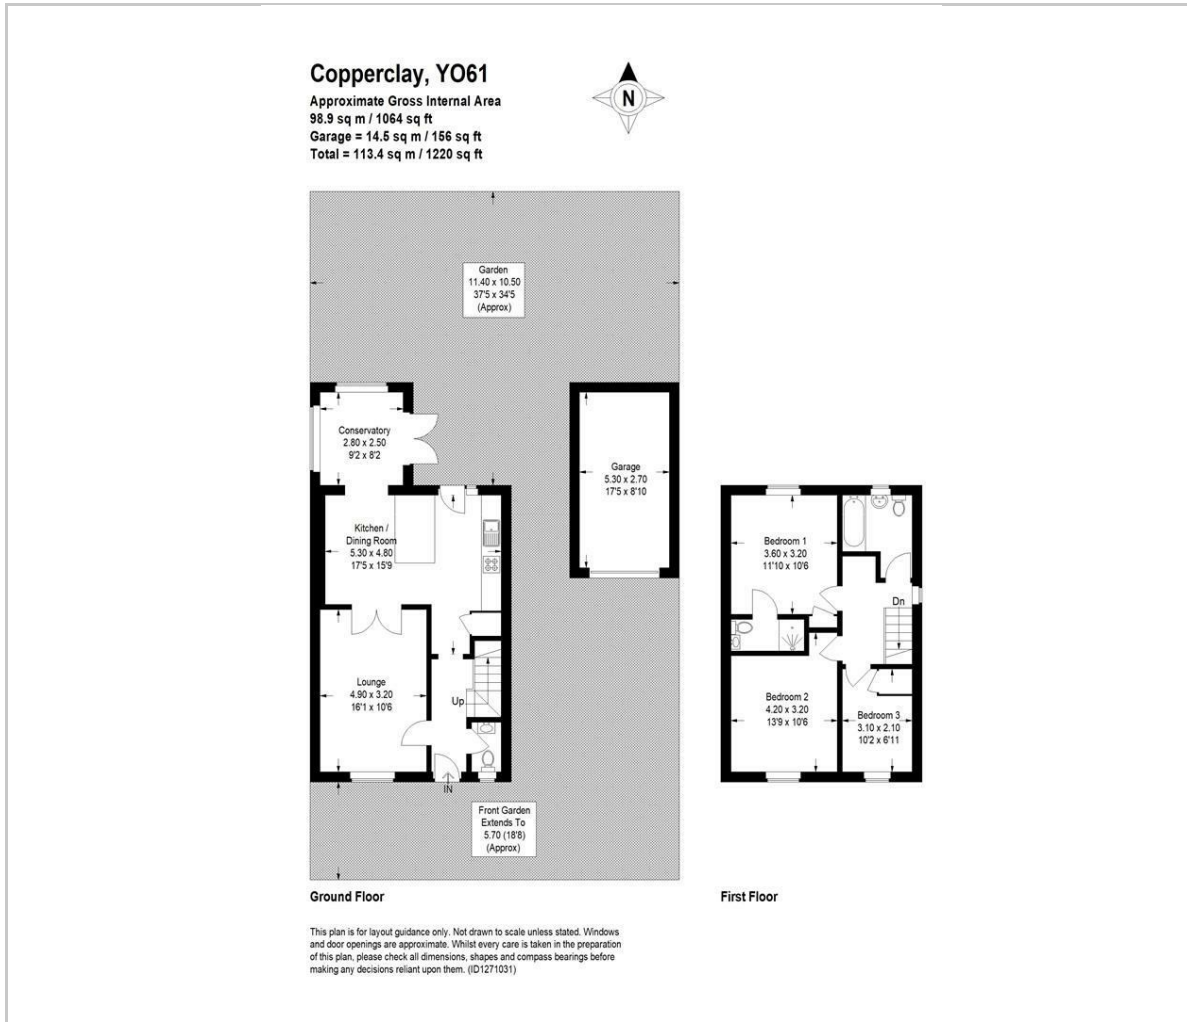 Copperclay, YO61
Approximate Gross Internal Area
98.9 sq m / 1064 sq ft
Garage = 14.5 sq m / 156 sq ft
Total = 113.4 sq m / 1220 sq ft
N
Garden
11.40 x 10.50
37'5 x 34'5
(Approx)
Conservatory
2.80 x 2.50
9'2 x 8'2
Garage
5.30 x 2.70
17'5 x 8'10
Kitchen /
Dining Room
5.30 x 4.80
17'5 x 15'9
Lounge
4.90 x 3.20
16'1 x 10'6
Up
IN
Front Garden
Extends To
5.70 (18'8)
(Approx)
Ground Floor
Bedroom 1
3.60 x 3.20
11'10 x 10'6
Dn
Bedroom 2
4.20 x 3.20
13'9 x 10'6
Bedroom 3
3.10 x 2.10
10'2 x 6'11
First Floor
This plan is for layout guidance only. Not drawn to scale unless stated. Windows
and door openings are approximate. Whilst every care is taken in the preparation
of this plan, please check all dimensions, shapes and compass bearings before
making any decisions reliant upon them. (ID1271031)